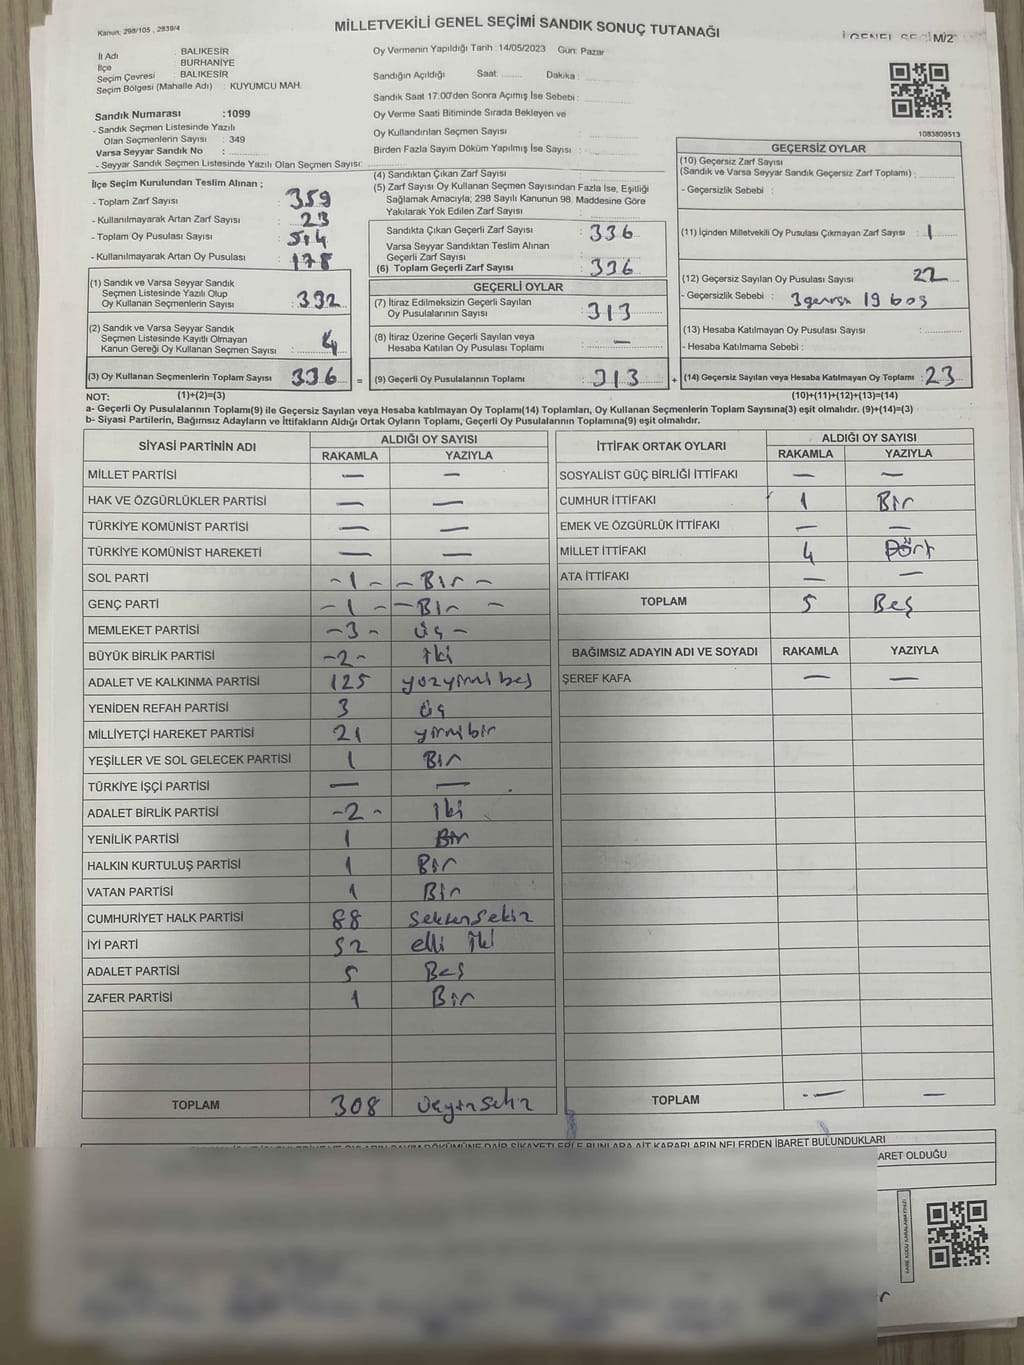 Kanun: 298/105 , 2839/4
MİLLETVEKİLİ GENEL SEÇİMİ SANDIK SONUÇ TUTANAĞI
İl Adı : BALIKESİR
İlçe : BURHANİYE
Seçim Çevresi : BALIKESİR
Seçim Bölgesi (Mahalle Adı) : KUYUMCU MAH.
Oy Vermenin Yapıldığı Tarih :14/05/2023 Gün: Pazar
Sandığın Açıldığı Saat: ........ Dakika: ........
Sandık Saat 17:00'den Sonra Açımış İse Sebebi : ........
Oy Verme Saati Bitiminde Sırada Bekleyen ve
Oy Kullandırılan Seçmen Sayısı
Birden Fazla Sayım Döküm Yapılmış İse Sayısı :
1083809513
Sandık Numarası :1099
- Sandık Seçmen Listesinde Yazılı
Olan Seçmenlerin Sayısı : 349
Varsa Seyyar Sandık No :
- Seyyar Sandık Seçmen Listesinde Yazılı Olan Seçmen Sayısı:
İlçe Seçim Kurulundan Teslim Alınan ;
- Toplam Zarf Sayısı : 359
- Kullanılmayarak Artan Zarf Sayısı : 23
- Toplam Oy Pusulası Sayısı : 514
- Kullanılmayarak Artan Oy Pusulası : 178
(1) Sandık ve Varsa Seyyar Sandık
Seçmen Listesinde Yazılı Olup
Oy Kullanan Seçmenlerin Sayısı : 332
(2) Sandık ve Varsa Seyyar Sandık
Seçmen Listesinde Kayıtlı Olmayan
Kanun Gereği Oy Kullanan Seçmen Sayısı : 4
(3) Oy Kullanan Seçmenlerin Toplam Sayısı 336 =
(4) Sandıktan Çıkan Zarf Sayısı :
(5) Zarf Sayısı Oy Kullanan Seçmen Sayısından Fazla İse, Eşitliği
Sağlamak Amacıyla; 298 Sayılı Kanunun 98. Maddesine Göre
Yakılarak Yok Edilen Zarf Sayısı
Sandıkta Çıkan Geçerli Zarf Sayısı : 336
Varsa Seyyar Sandıktan Teslim Alınan
Geçerli Zarf Sayısı
(6) Toplam Geçerli Zarf Sayısı : 336
GEÇERLİ OYLAR
(7) İtiraz Edilmeksizin Geçerli Sayılan
Oy Pusulalarının Sayısı : 313
(8) İtiraz Üzerine Geçerli Sayılan veya
Hesaba Katılan Oy Pusulası Toplamı : —
(9) Geçerli Oy Pusulalarının Toplamı : 313 +
GEÇERSİZ OYLAR
(10) Geçersiz Zarf Sayısı
(Sandık ve Varsa Seyyar Sandık Geçersiz Zarf Toplamı) :
- Geçersizlik Sebebi :
(11) İçinden Milletvekili Oy Pusulası Çıkmayan Zarf Sayısı : 1
(12) Geçersiz Sayılan Oy Pusulası Sayısı 22
- Geçersizlik Sebebi : 3 19 boş
(13) Hesaba Katılmayan Oy Pusulası Sayısı :
- Hesaba Katılmama Sebebi :
(14) Geçersiz Sayılan veya Hesaba Katılmayan Oy Toplamı : 23
NOT: (1)+(2)=(3) (10)+(11)+(12)+(13)=(14)
a- Geçerli Oy Pusulalarının Toplamı(9) ile Geçersiz Sayılan veya Hesaba katılmayan Oy Toplamı(14) Toplamları, Oy Kullanan Seçmenlerin Toplam Sayısına(3) eşit olmalıdır. (9)+(14)=(3)
b- Siyasi Partilerin, Bağımsız Adayların ve İttifakların Aldığı Ortak Oyların Toplamı, Geçerli Oy Pusulalarının Toplamına(9) eşit olmalıdır.
SİYASİ PARTİNİN ADI ALDIĞI OY SAYISI
RAKAMLA YAZIYLA
MİLLET PARTİSİ — —
HAK VE ÖZGÜRLÜKLER PARTİSİ — —
TÜRKİYE KOMÜNİST PARTİSİ — —
TÜRKİYE KOMÜNİST HAREKETİ — —
SOL PARTİ -1- -Bir-
GENÇ PARTİ -1- -Bir-
MEMLEKET PARTİSİ -3- üç-
BÜYÜK BİRLİK PARTİSİ -2- iki
ADALET VE KALKINMA PARTİSİ 125 yüzyirmi beş
YENİDEN REFAH PARTİSİ 3 üç
MİLLİYETÇİ HAREKET PARTİSİ 21 yirmi bir
YEŞİLLER VE SOL GELECEK PARTİSİ 1 Bir
TÜRKİYE İŞÇİ PARTİSİ — —
ADALET BİRLİK PARTİSİ -2- iki
YENİLİK PARTİSİ 1 Bir
HALKIN KURTULUŞ PARTİSİ 1 Bir
VATAN PARTİSİ 1 Bir
CUMHURİYET HALK PARTİSİ 88 seksensekiz
İYİ PARTİ 52 elli iki
ADALET PARTİSİ 5 Beş
ZAFER PARTİSİ 1 Bir
TOPLAM 308 üçyüzsekiz
İTTİFAK ORTAK OYLARI ALDIĞI OY SAYISI
RAKAMLA YAZIYLA
SOSYALİST GÜÇ BİRLİĞİ İTTİFAKI — —
CUMHUR İTTİFAKI 1 Bir
EMEK VE ÖZGÜRLÜK İTTİFAKI — —
MİLLET İTTİFAKI 4 Dört
ATA İTTİFAKI — —
TOPLAM 5 Beş
BAĞIMSIZ ADAYIN ADI VE SOYADI RAKAMLA YAZIYLA
ŞEREF KAFA — —
TOPLAM — —
DÖKÜMÜNE DAİR ŞİKAYETLERLE BUNLARA AİT KARARLARIN NELERDEN İBARET BULUNDUKLARI
ARET OLDUĞU